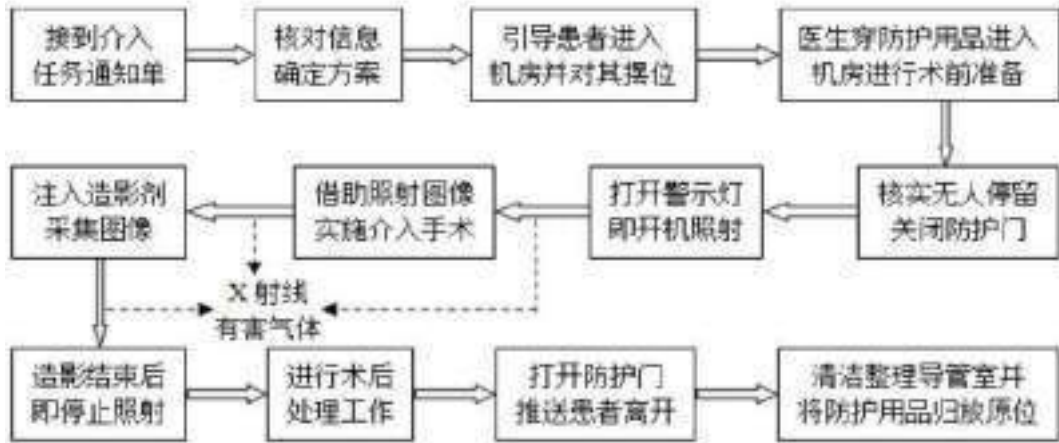 接到介入
任务通知单
核对信息
确定方案
引导患者进入
机房并对其摆位
医生穿防护用品进入
机房进行术前准备
核实无人停留
关闭防护门
打开警示灯
即开机照射
借助照射图像
实施介入手术
注入造影剂
采集图像
X 射线
有害气体
造影结束后
即停止照射
进行术后
处理工作
打开防护门
推送患者离开
清洁整理导管室并
将防护用品归放原位